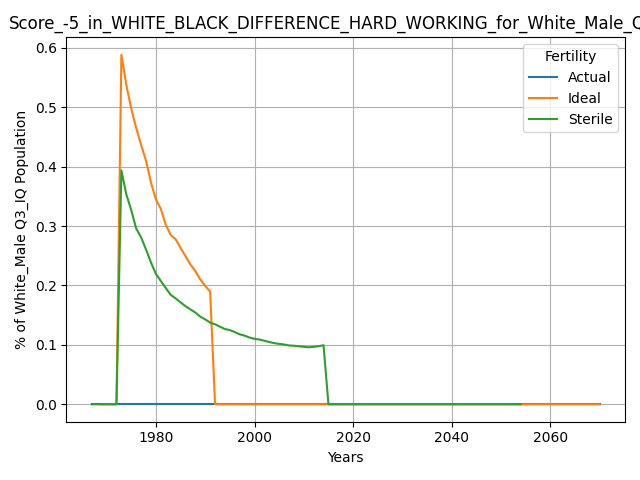 Score_-5_in_WHITE_BLACK_DIFFERENCE_HARD_WORKING_for_White_Male_Q
0.6
0.5
0.4
0.3
0.2
0.1
0.0
% of White_Male Q3_IQ Population
Fertility
Actual
Ideal
Sterile
1980 2000 2020 2040 2060
Years